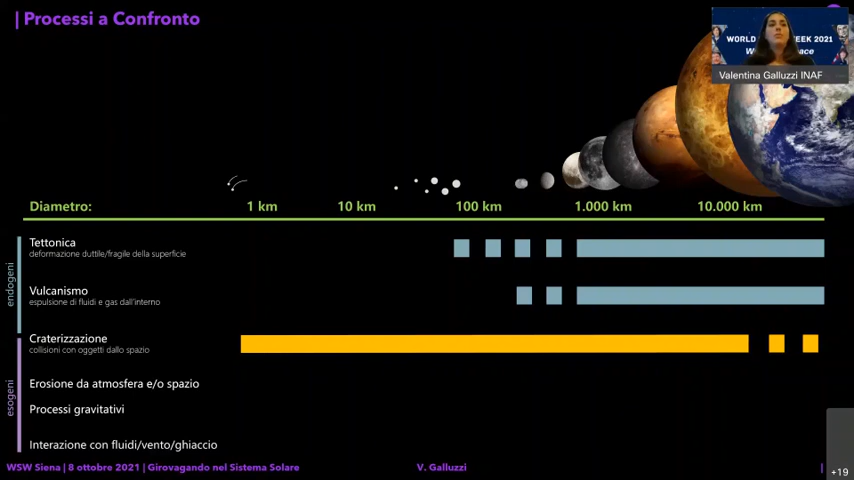 | Processi a Confronto
WORLD
EEK 2021
Valentina Galluzzi INAF
Diametro:
1 km
10 km
100 km
1.000 km
10.000 km
endogeni
Tettonica
deformazione duttile/fragile della superficie
Vulcanismo
espulsione di fluidi e gas dall'interno
esogeni
Craterizzazione
collisioni con oggetti dallo spazio
Erosione da atmosfera e/o spazio
Processi gravitativi
Interazione con fluidi/vento/ghiaccio
WSW Siena | 8 ottobre 2021 | Girovagando nel Sistema Solare
V. Galluzzi
|
+19